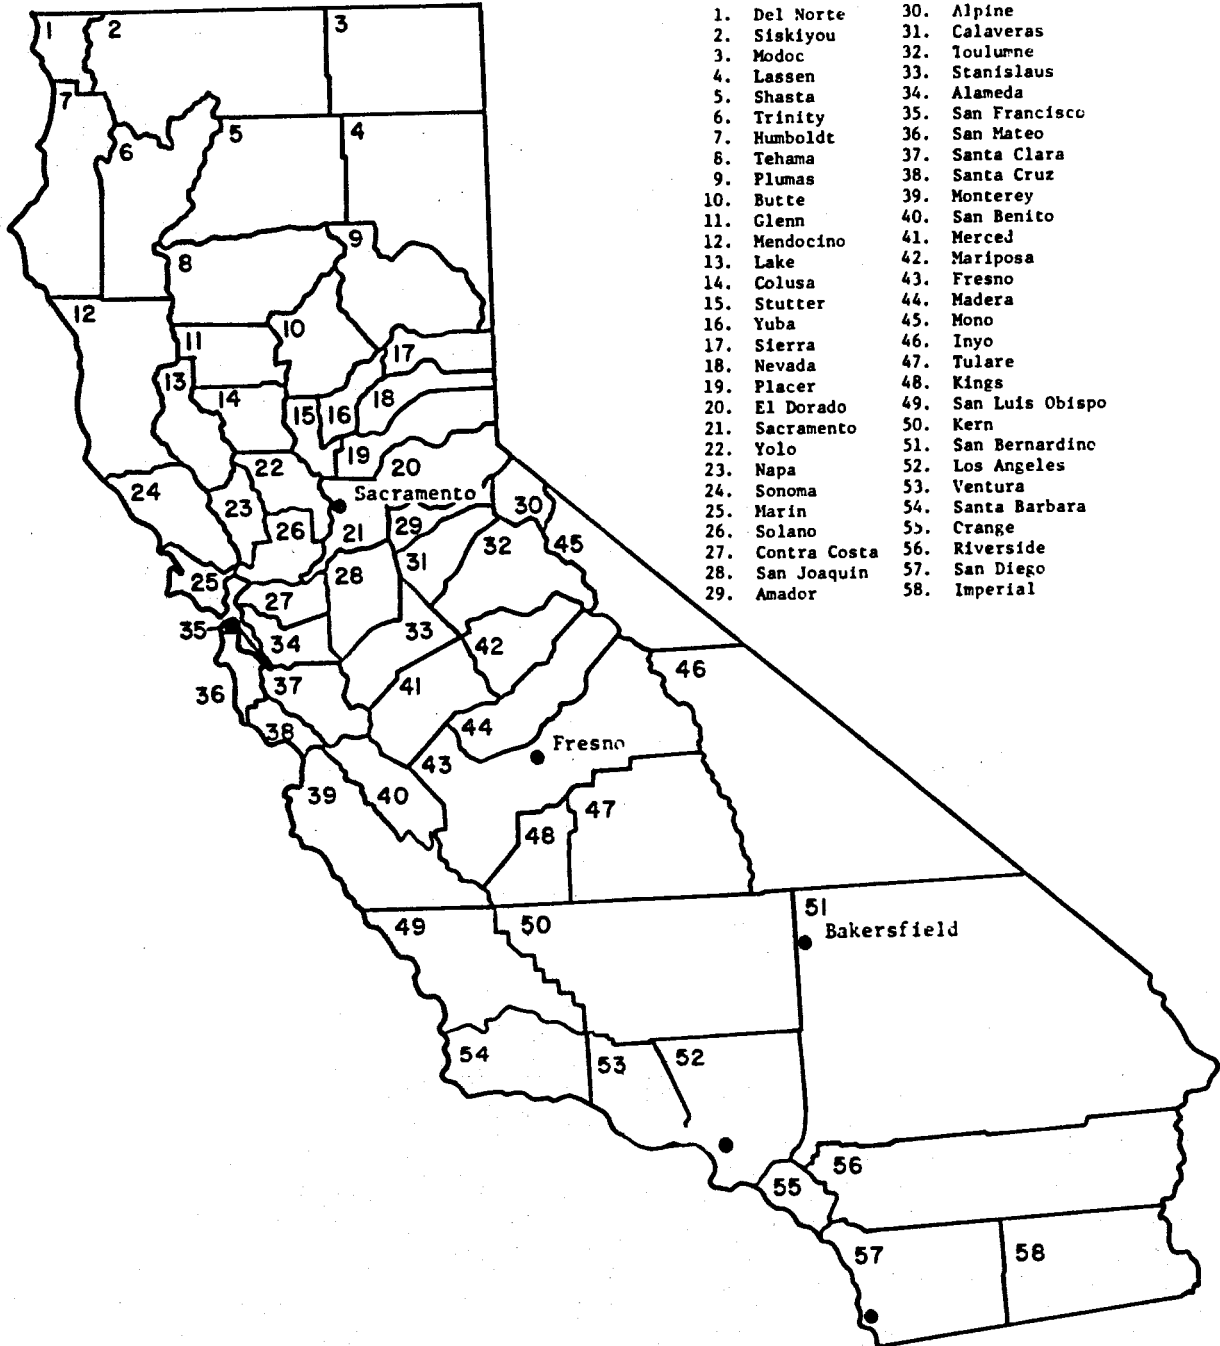 1. Del Norte
2. Siskiyou
3. Modoc
4. Lassen
5. Shasta
6. Trinity
7. Humboldt
8. Tehama
9. Plumas
10. Butte
11. Glenn
12. Mendocino
13. Lake
14. Colusa
15. Stutter
16. Yuba
17. Sierra
18. Nevada
19. Placer
20. El Dorado
21. Sacramento
22. Yolo
23. Napa
24. Sonoma
25. Marin
26. Solano
27. Contra Costa
28. San Joaquin
29. Amador
30. Alpine
31. Calaveras
32. Toulumne
33. Stanislaus
34. Alameda
35. San Francisco
36. San Mateo
37. Santa Clara
38. Santa Cruz
39. Monterey
40. San Benito
41. Merced
42. Mariposa
43. Fresno
44. Madera
45. Mono
46. Inyo
47. Tulare
48. Kings
49. San Luis Obispo
50. Kern
51. San Bernardino
52. Los Angeles
53. Ventura
54. Santa Barbara
55. Orange
56. Riverside
57. San Diego
58. Imperial
1
2
3
7
6
5
4
8
9
12
11
10
13
14
15
16
17
18
19
20
22
24
23
26
Sacramento
21
29
30
25
27
28
31
32
45
35
34
33
42
36
37
41
46
38
44
43
Fresno
39
40
48
47
49
50
51
Bakersfield
54
53
52
55
56
57
58